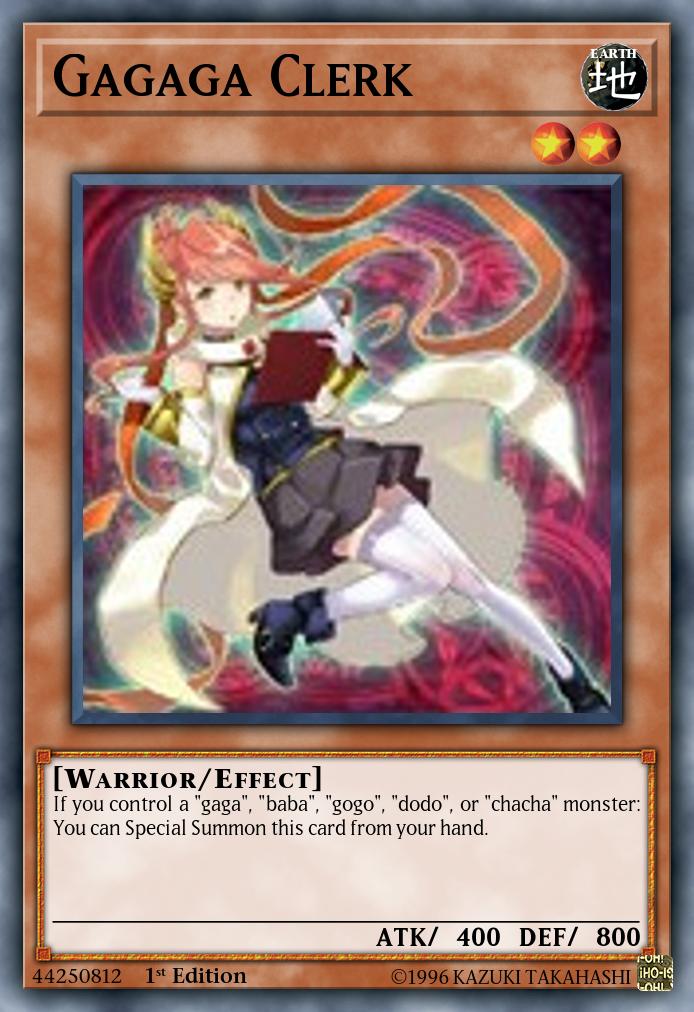 Gagaga Clerk
EARTH
地
[Warrior/Effect]
If you control a "gaga", "baba", "gogo", "dodo", or "chacha" monster:
You can Special Summon this card from your hand.
ATK/ 400 DEF/ 800
44250812 1st Edition ©1996 KAZUKI TAKAHASHI